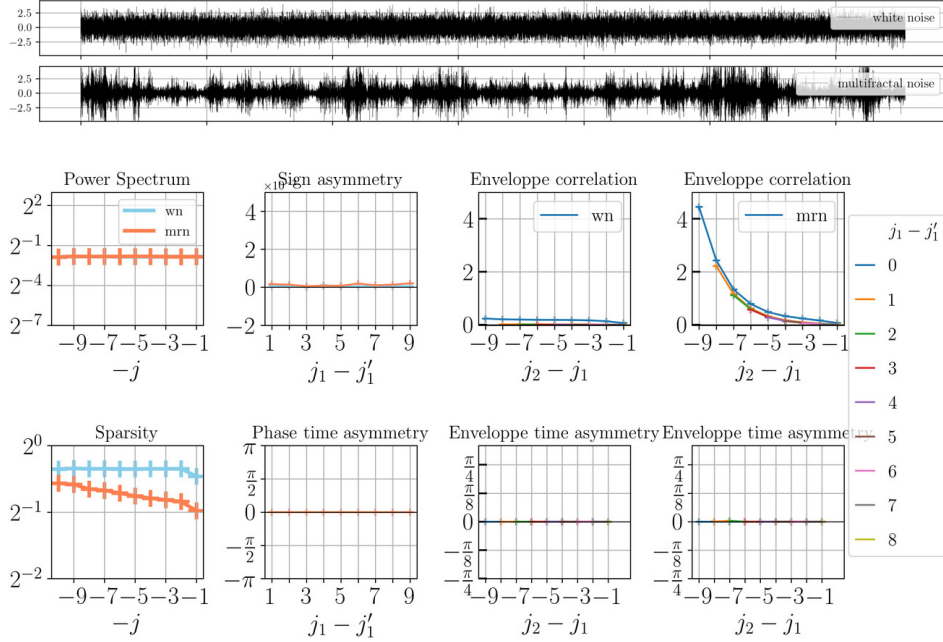 2.5
0.0
−2.5
white noise
2.5
0.0
−2.5
multifractal noise
Power Spectrum
Sign asymmetry
Enveloppe correlation
Enveloppe correlation
2^2
2^−1
2^−4
2^−7
wn
mrn
4
2
0
−2
4
2
0
wn
4
2
0
mrn
−9 −7 −5 −3 −1
1 3 5 7 9
−9 −7 −5 −3 −1
−9 −7 −5 −3 −1
−j
j_1 − j′_1
j_2 − j_1
j_2 − j_1
j_1 − j′_1
0
1
2
3
4
5
6
7
8
Sparsity
Phase time asymmetry
Enveloppe time asymmetry
Enveloppe time asymmetry
2^0
2^−1
2^−2
π
π/2
0
−π/2
−π
π/4
π/8
0
−π/8
−π/4
π/4
π/8
0
−π/8
−π/4
−9 −7 −5 −3 −1
1 3 5 7 9
−9 −7 −5 −3 −1
−9 −7 −5 −3 −1
−j
j_1 − j′_1
j_2 − j_1
j_2 − j_1